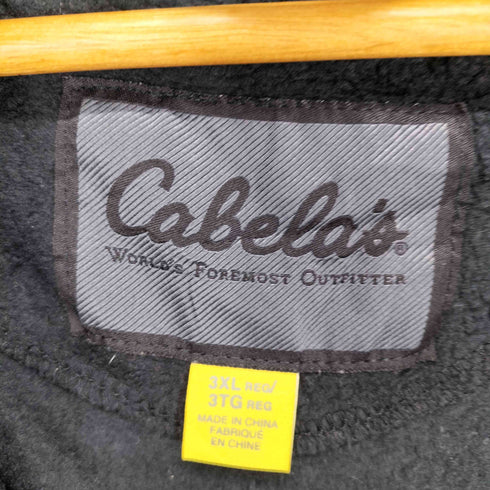 Cabela's®
World's Foremost Outfitter
3XL REG/
3TG REG
MADE IN CHINA
FABRIQUÉ
EN CHINE